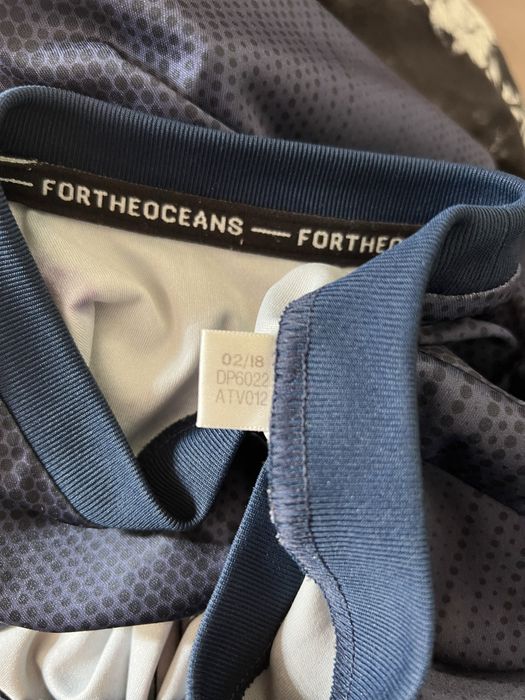 — FORTHEOCEANS — FORTHEO
02/18
DP6022
ATV012